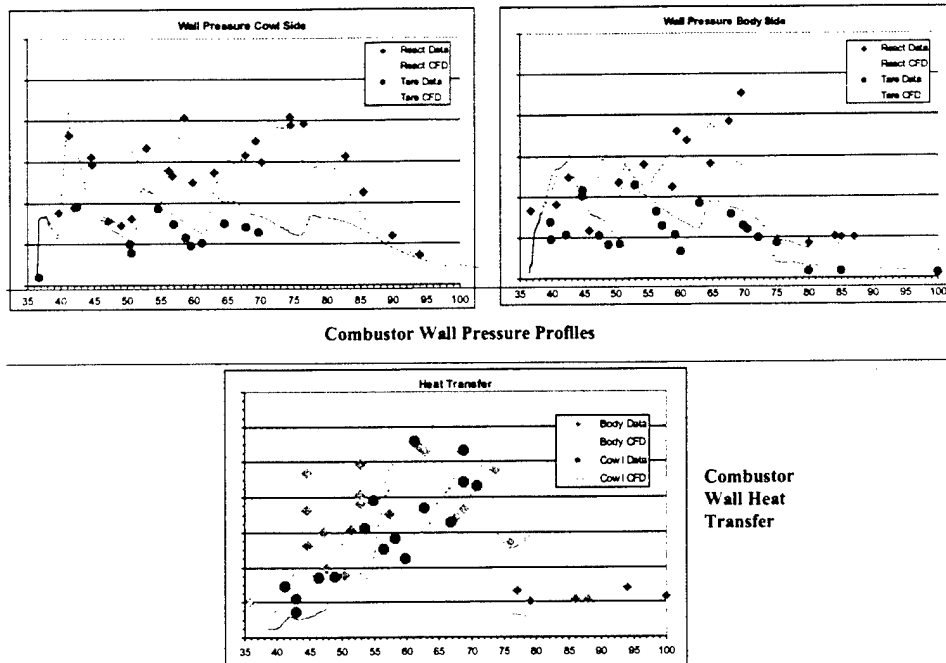 Wall Pressure Cowl Side
React Data
React CFD
Tare Data
Tare CFD
35 40 45 50 55 60 65 70 75 80 85 90 95 100
Wall Pressure Body Side
React Data
React CFD
Tare Data
Tare CFD
35 40 45 50 55 60 65 70 75 80 85 90 95 100
Combustor Wall Pressure Profiles
Heat Transfer
Body Data
Body CFD
Cowl Data
Cowl CFD
35 40 45 50 55 60 65 70 75 80 85 90 95 100
Combustor
Wall Heat
Transfer